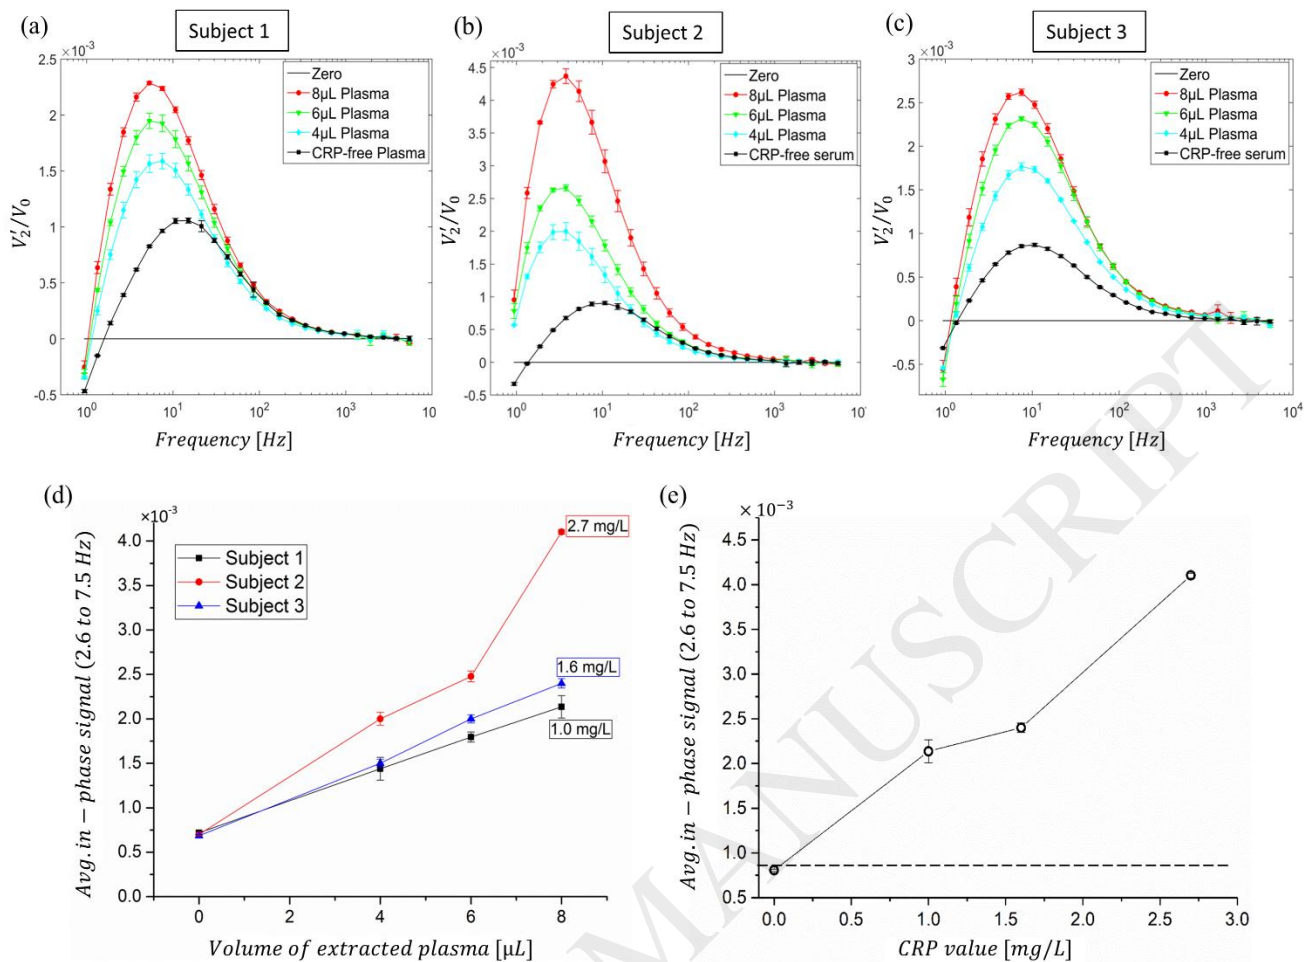 (a)
Subject 1
×10⁻³
2.5
2
1.5
1
0.5
0
-0.5
V₂′/V₀
Zero
8μL Plasma
6μL Plasma
4μL Plasma
CRP-free Plasma
10⁰ 10¹ 10² 10³ 10
Frequency [Hz]
(b)
Subject 2
×10⁻³
4.5
4
3.5
3
2.5
2
1.5
1
0.5
0
-0.5
V₂′/V₀
Zero
8μL Plasma
6μL Plasma
4μL Plasma
CRP-free serum
10⁰ 10¹ 10² 10³ 10
Frequency [Hz]
(c)
Subject 3
×10⁻³
3
2.5
2
1.5
1
0.5
0
-0.5
V₂′/V₀
Zero
8μL Plasma
6μL Plasma
4μL Plasma
CRP-free serum
10⁰ 10¹ 10² 10³ 10⁴
Frequency [Hz]
(d)
×10⁻³
4.0
3.5
3.0
2.5
2.0
1.5
1.0
0.5
0.0
Avg. in − phase signal (2.6 to 7.5 Hz)
Subject 1
Subject 2
Subject 3
2.7 mg/L
1.6 mg/L
1.0 mg/L
0 2 4 6 8
Volume of extracted plasma [μL]
(e)
× 10⁻³
4.5
4.0
3.5
3.0
2.5
2.0
1.5
1.0
0.5
Avg. in − phase signal (2.6 to 7.5 Hz)
0.0 0.5 1.0 1.5 2.0 2.5 3.0
CRP value [mg/L]
MANUSCRIPT